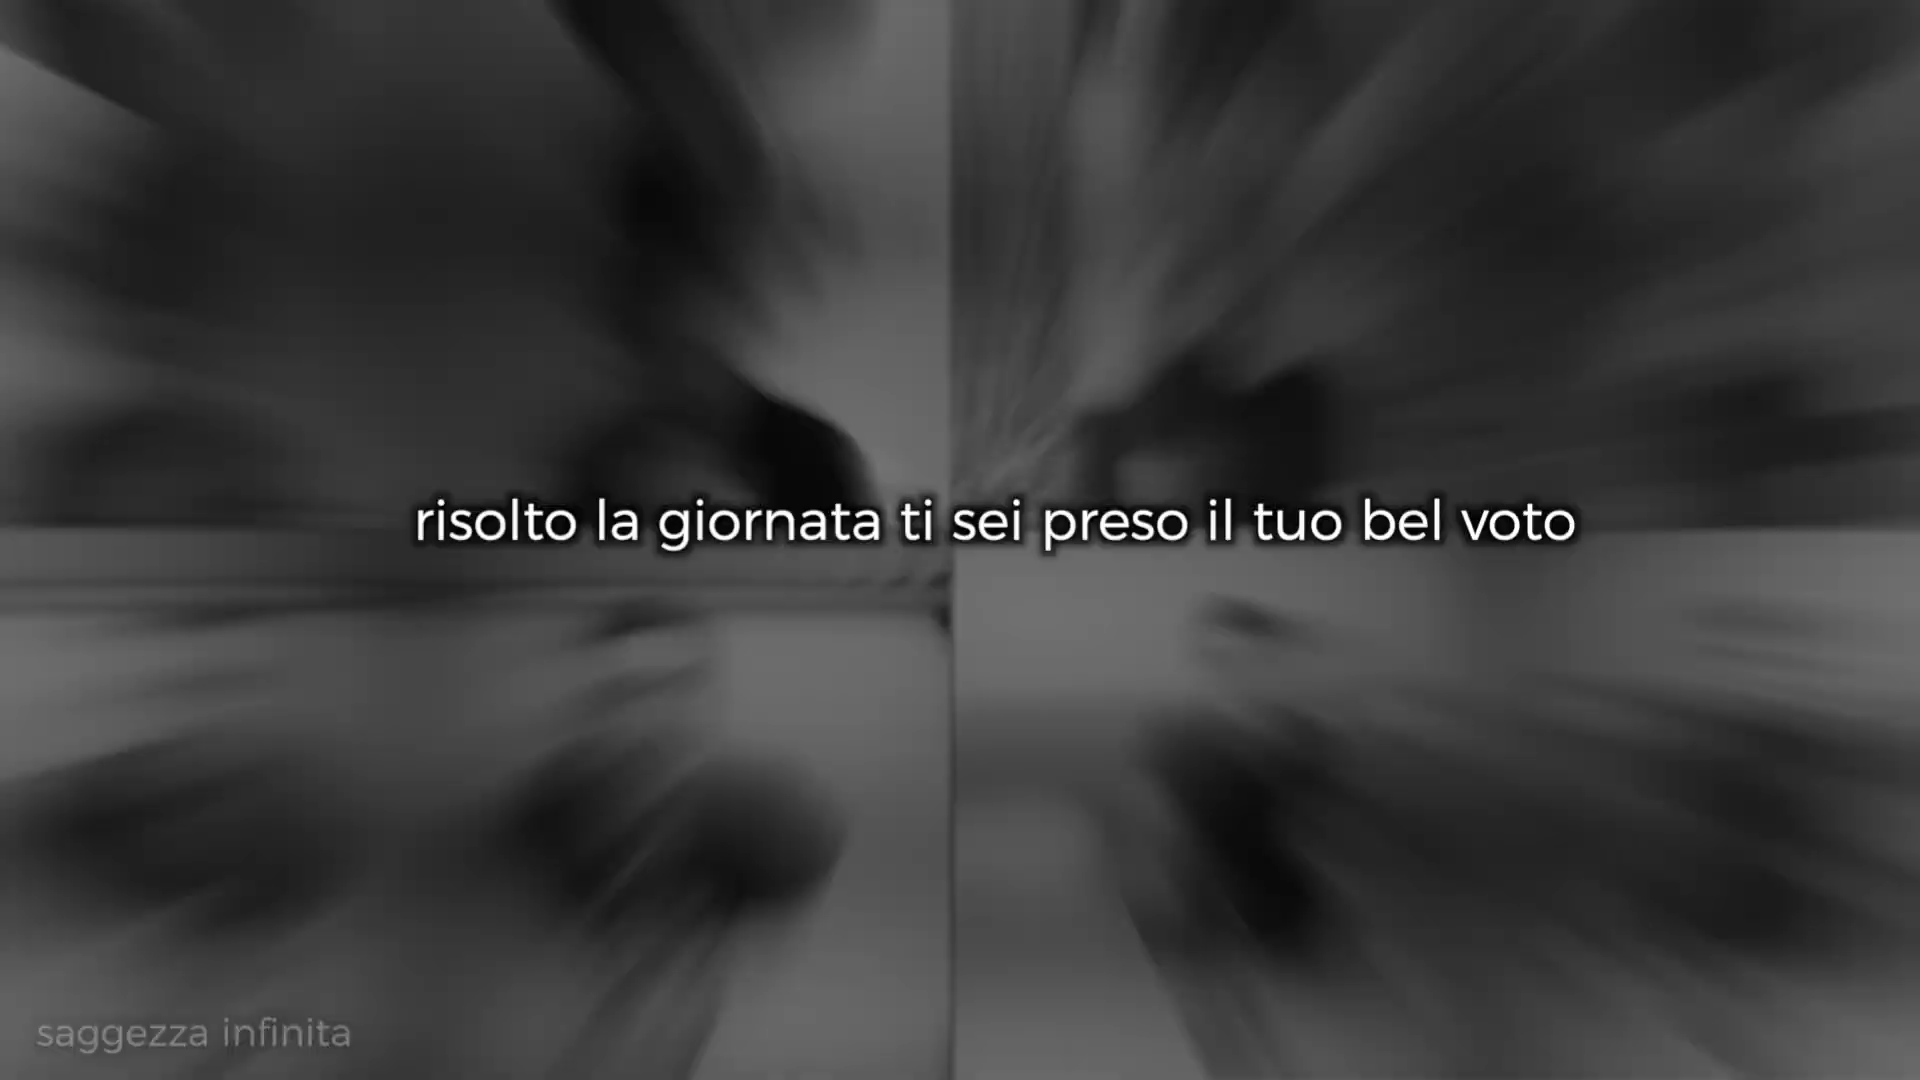 risolto la giornata ti sei preso il tuo bel voto
saggezza infinita